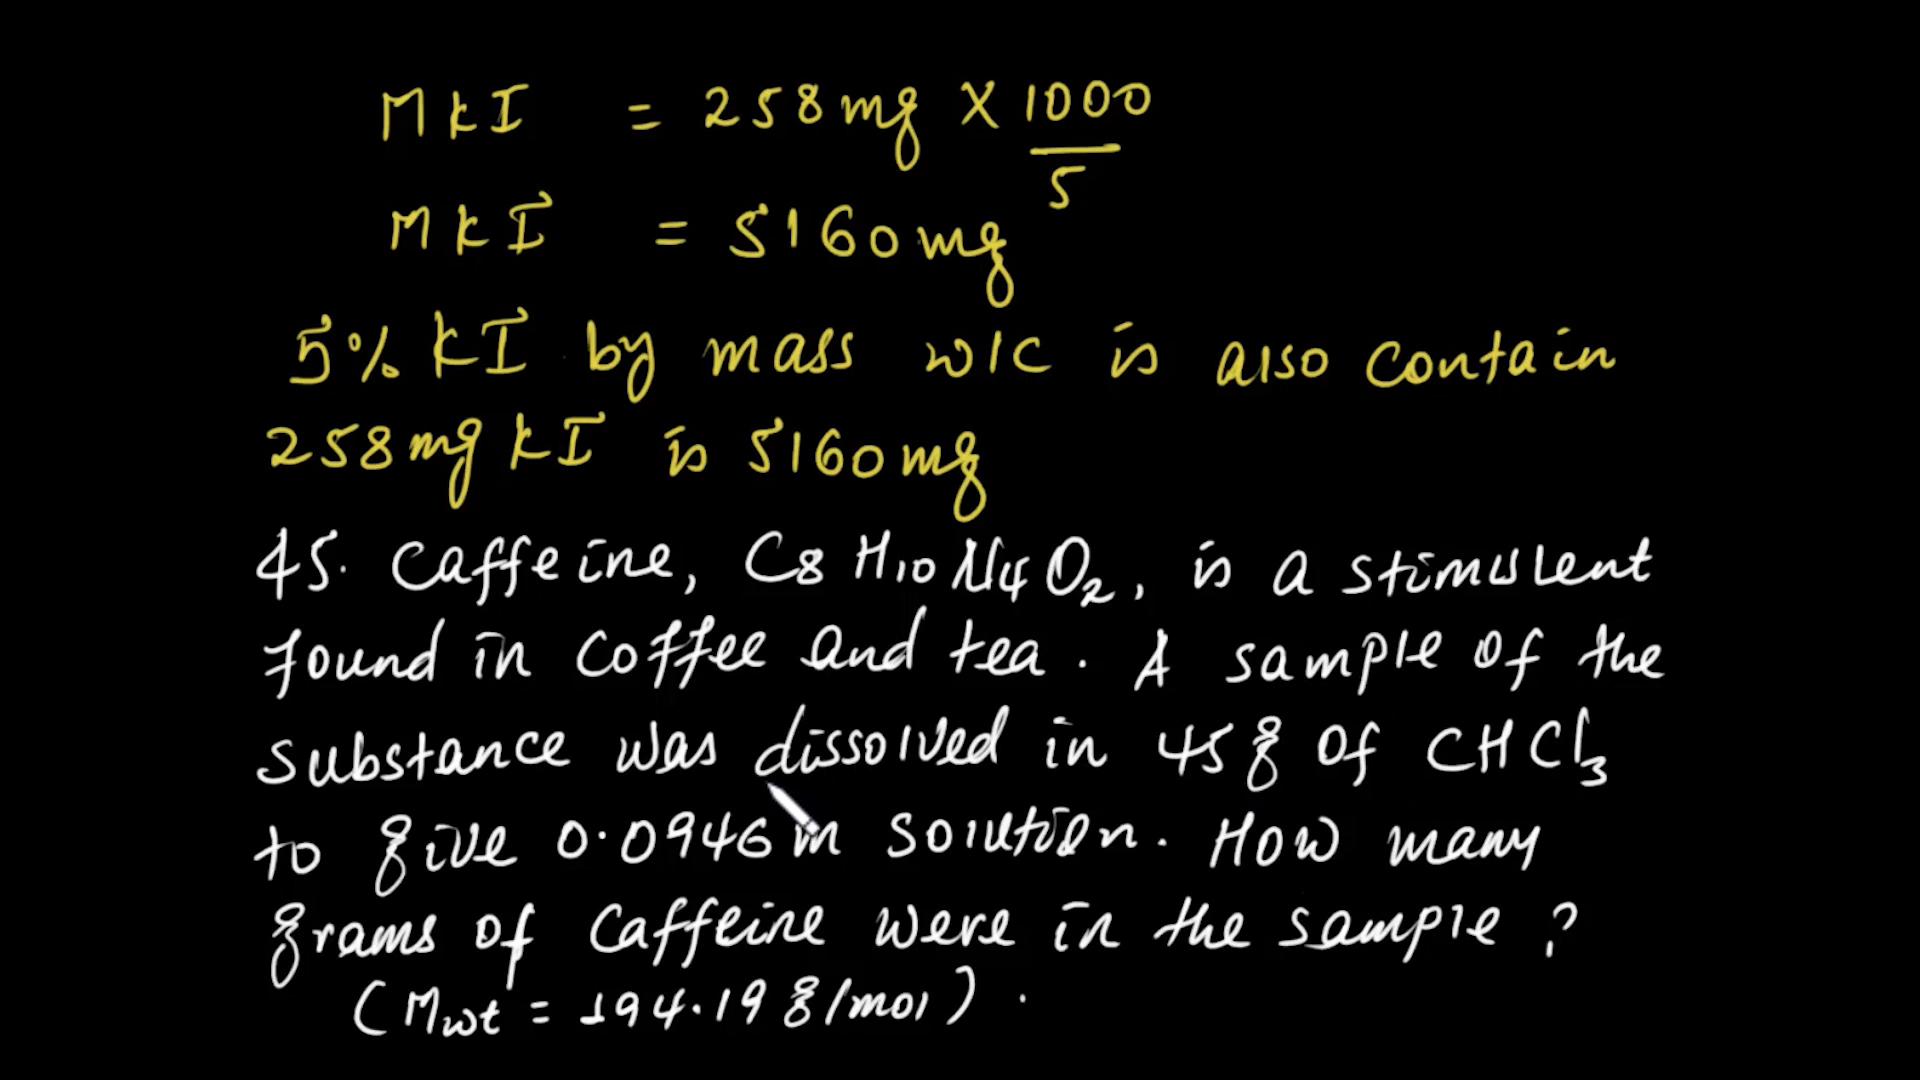 MKI = 258mg X 1000/5
MKI = 5160mg
5% KI by mass w/c is also contain
258mg KI is 5160mg
45. Caffeine, C8H10N4O2, is a stimulent
found in Coffee and tea. A sample of the
substance was dissolved in 45g of CHCl3
to give 0.0946m solution. How many
grams of Caffeine were in the sample?
(Mwt = 194.19g/mol).